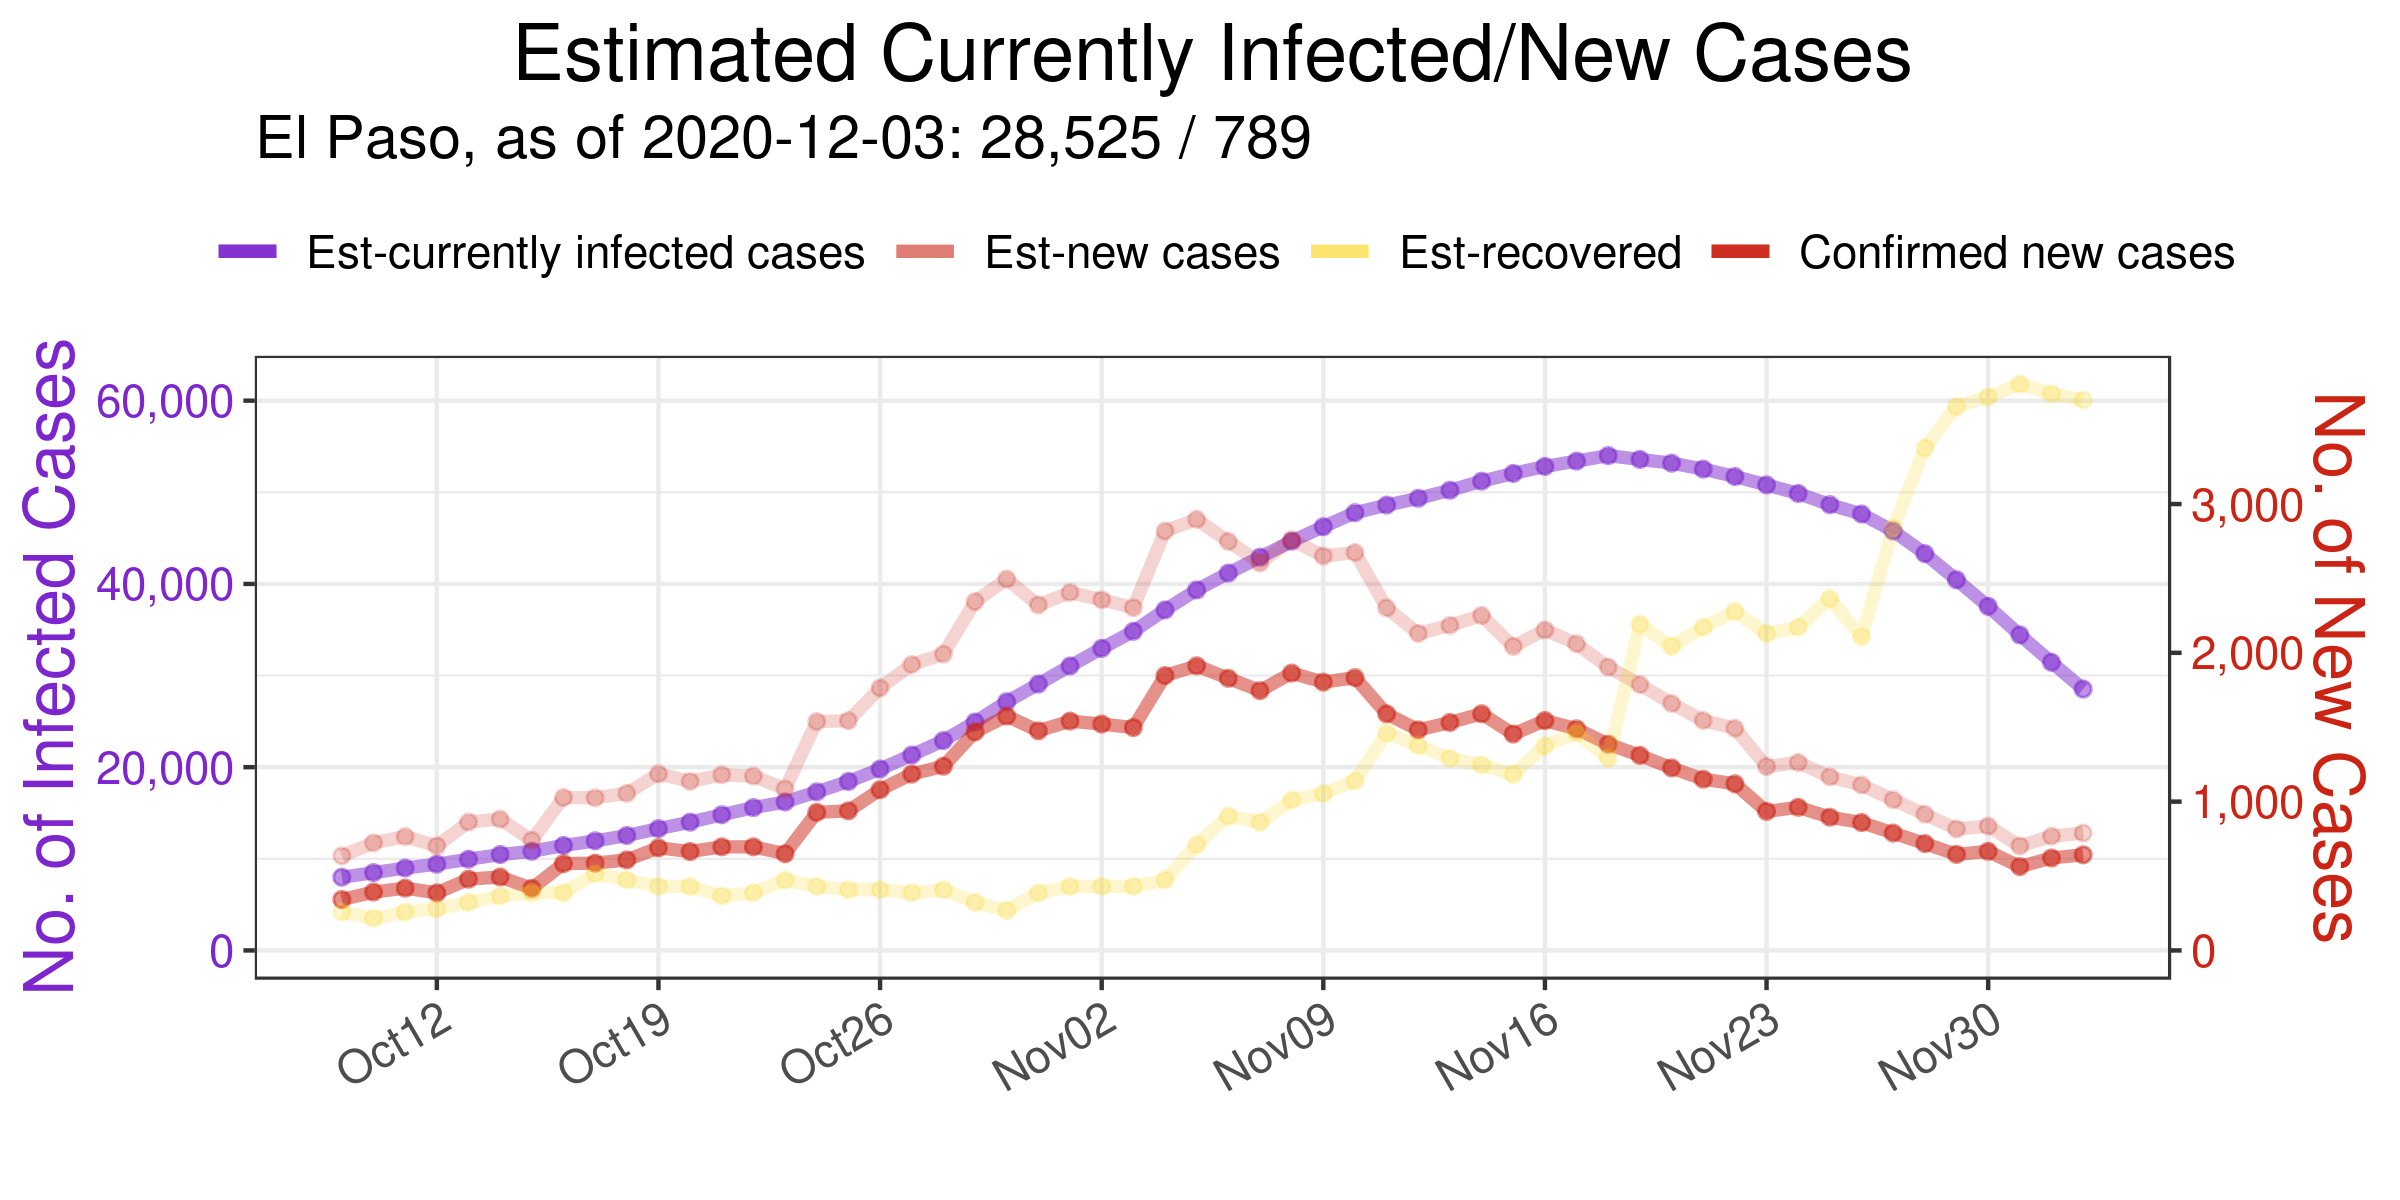 Estimated Currently Infected/New Cases
El Paso, as of 2020-12-03: 28,525 / 789
Est-currently infected cases Est-new cases Est-recovered Confirmed new cases
No. of Infected Cases
60,000
40,000
20,000
0
3,000
2,000
1,000
0
No. of New Cases
Oct12 Oct19 Oct26 Nov02 Nov09 Nov16 Nov23 Nov30